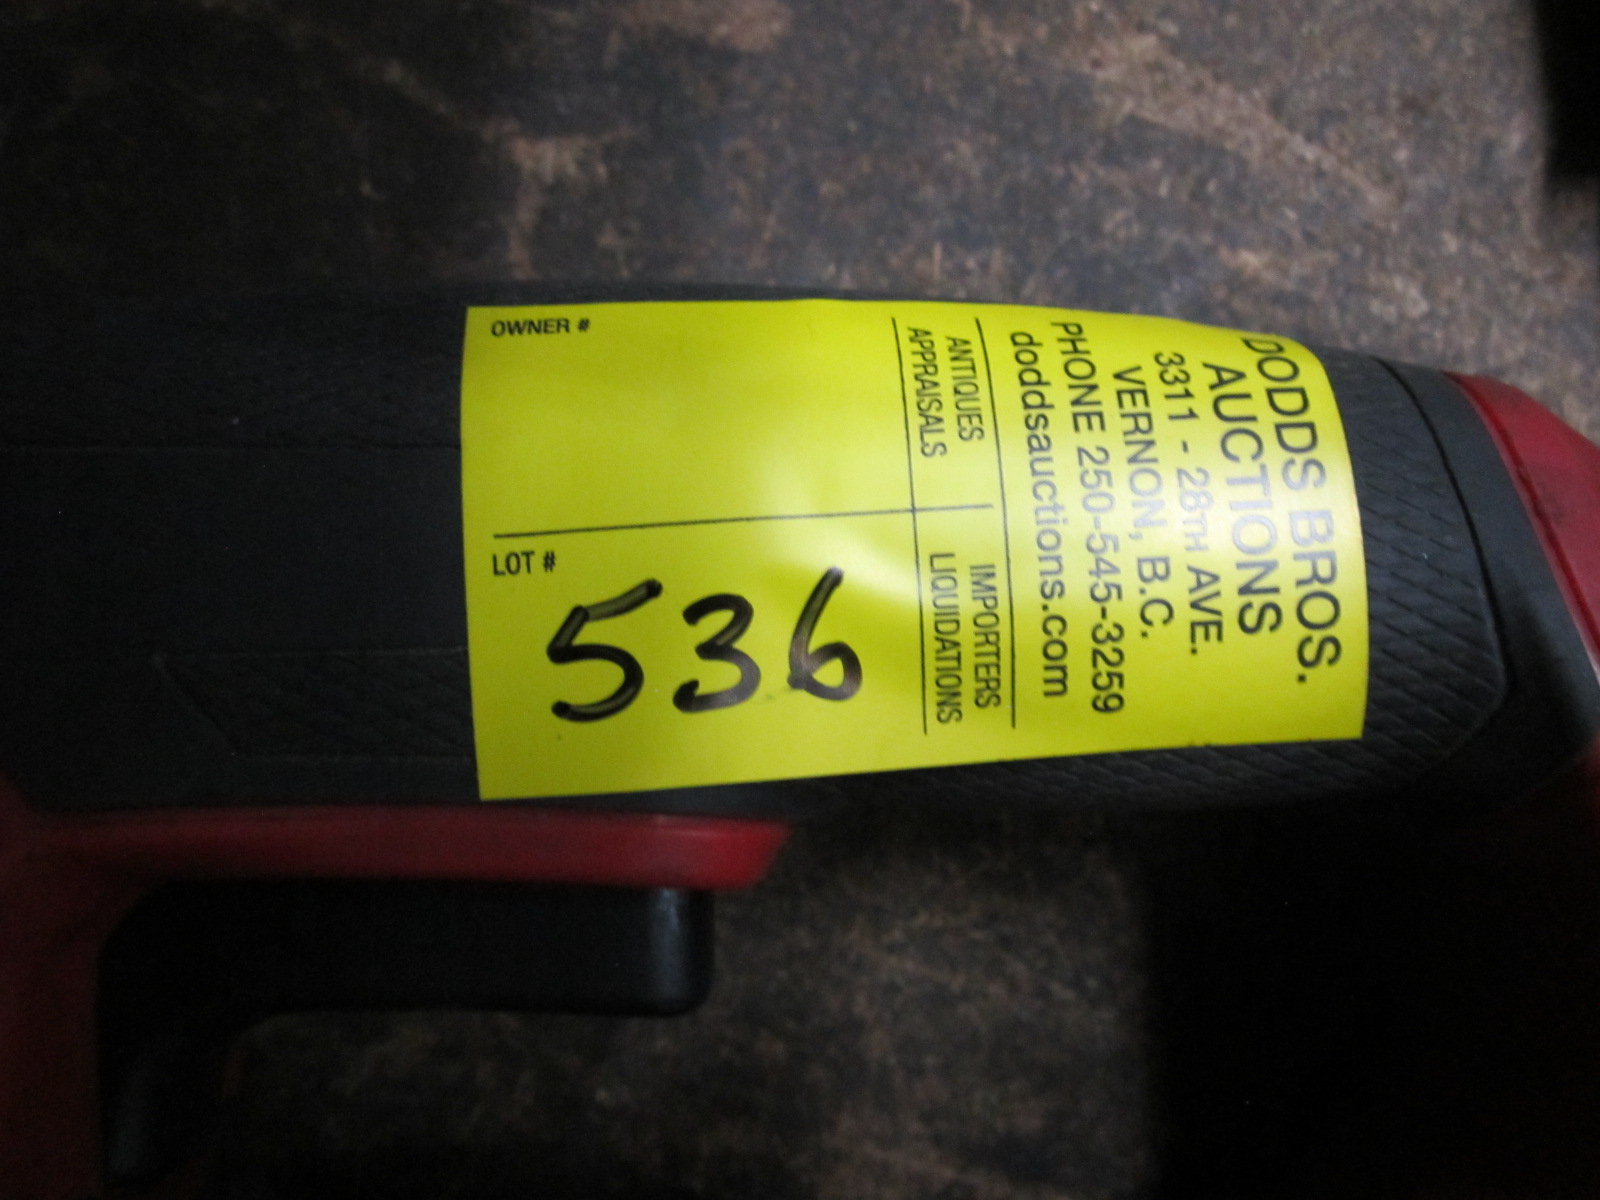 DODDS BROS.
AUCTIONS
3311 - 28TH AVE.
VERNON, B.C.
PHONE 250-545-3259
doddsauctions.com
ANTIQUES
APPRAISALS
IMPORTERS
LIQUIDATIONS
OWNER #
LOT #
536